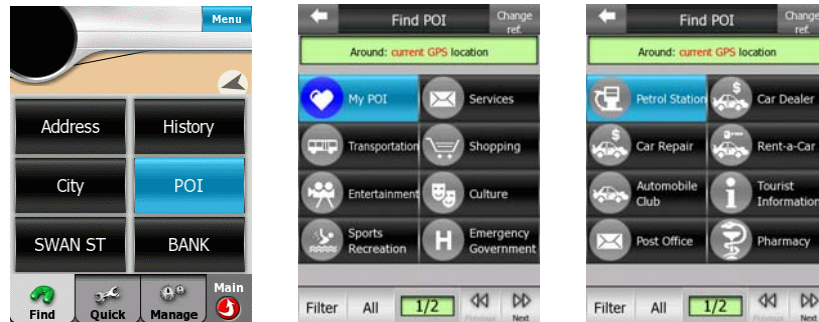 Menu
Address
History
City
POI
SWAN ST
BANK
Find
Quick
Manage
Main
Find POI
Change
ref.
Around: current GPS location
My POI
Services
Transportation
Shopping
Entertainment
Culture
Sports
Recreation
H
Emergency
Government
Filter
All
1/2
Previous
Next
Find POI
Change
ref.
Around: current GPS location
Petrol Station
$
Car Dealer
$
Car Repair
Rent-a-Car
Automobile
Club
i
Tourist
Information
Post Office
Pharmacy
Filter
All
1/2
Previous
Next